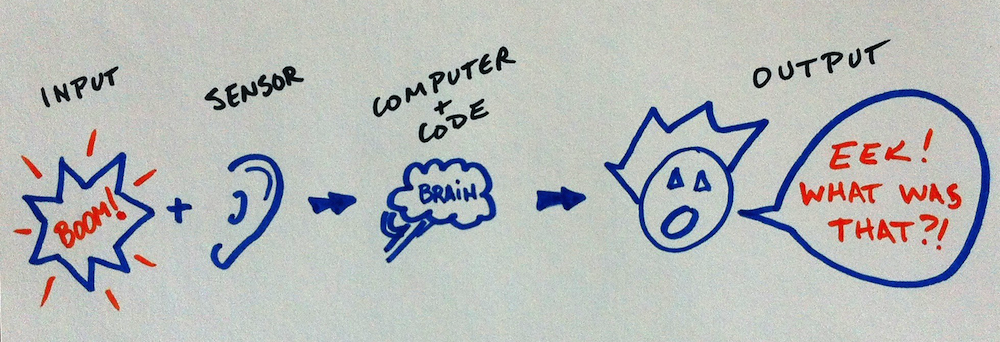 INPUT
SENSOR
COMPUTER
+
CODE
OUTPUT
BOOM!
+
BRAIN
EEK!
WHAT WAS
THAT?!